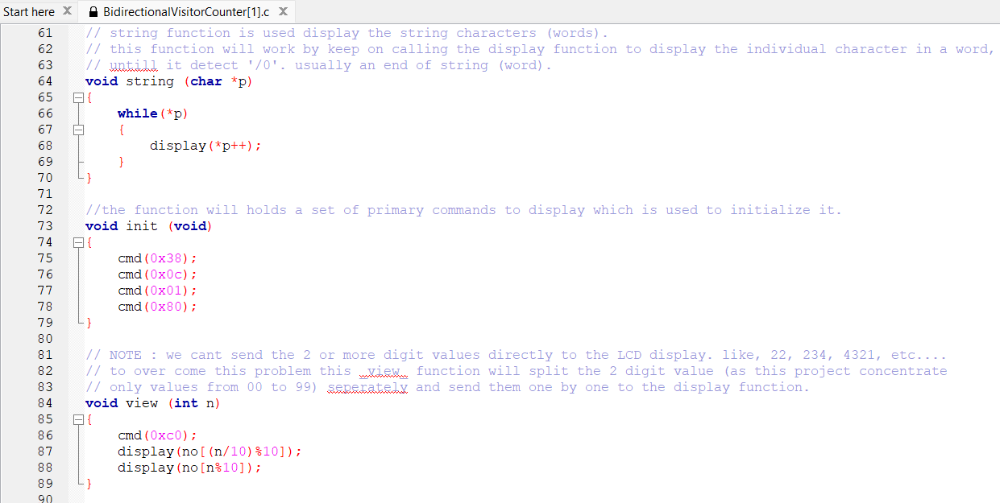 Start here X BidirectionalVisitorCounter[1].c X
61 // string function is used display the string characters (words).
62 // this function will work by keep on calling the display function to display the individual character in a word,
63 // untill it detect '/0'. usually an end of string (word).
64 void string (char *p)
65 {
66 while(*p)
67 {
68 display(*p++);
69 }
70 }
71
72 //the function will holds a set of primary commands to display which is used to initialize it.
73 void init (void)
74 {
75 cmd(0x38);
76 cmd(0x0c);
77 cmd(0x01);
78 cmd(0x80);
79 }
80
81 // NOTE : we cant send the 2 or more digit values directly to the LCD display. like, 22, 234, 4321, etc....
82 // to over come this problem this _view_ function will split the 2 digit value (as this project concentrate
83 // only values from 00 to 99) seperately and send them one by one to the display function.
84 void view (int n)
85 {
86 cmd(0xc0);
87 display(no[(n/10)%10]);
88 display(no[n%10]);
89 }
90